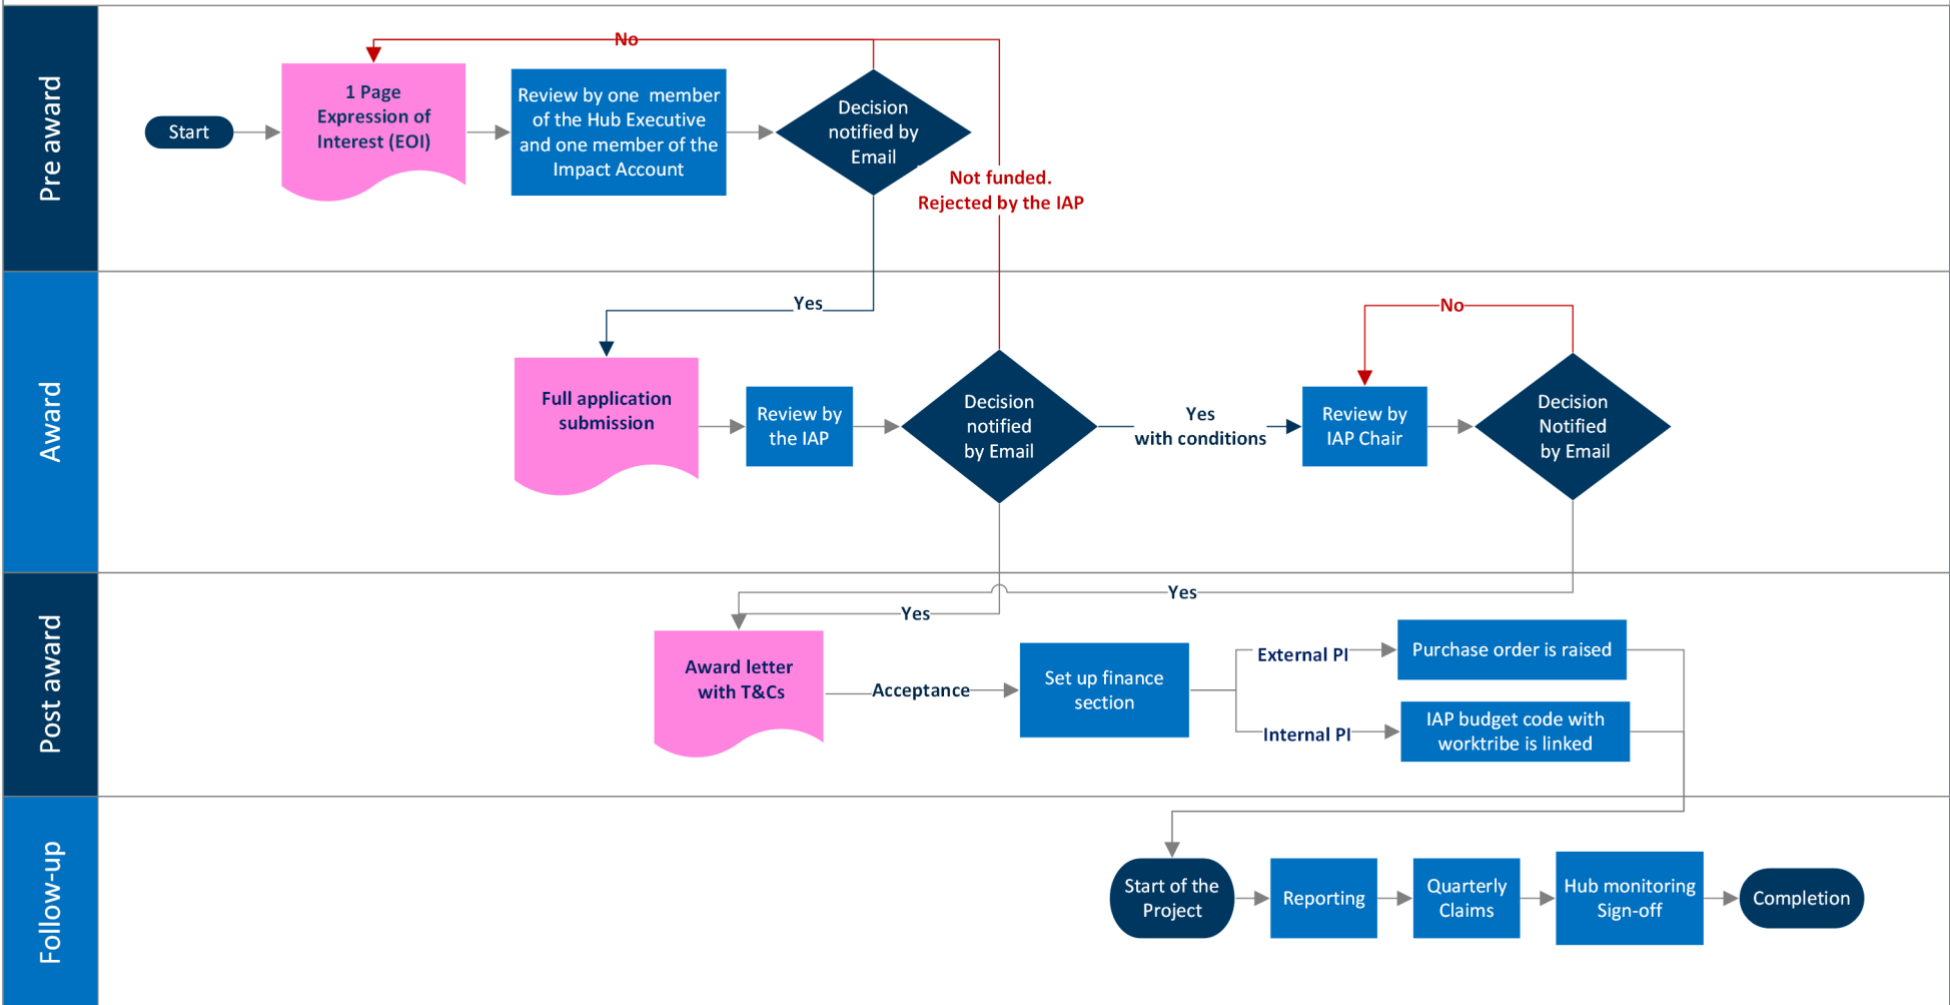 Pre award
No
Start
1 Page
Expression of
Interest (EOI)
Review by one member
of the Hub Executive
and one member of the
Impact Account
Decision
notified by
Email
Not funded.
Rejected by the IAP
Award
Yes
Full application
submission
Review by
the IAP
Decision
notified
by Email
Yes
with conditions
No
Review by
IAP Chair
Decision
Notified
by Email
Post award
Yes
Yes
Award letter
with T&Cs
Acceptance
Set up finance
section
External PI
Purchase order is raised
Internal PI
IAP budget code with
worktribe is linked
Follow-up
Start of the
Project
Reporting
Quarterly
Claims
Hub monitoring
Sign-off
Completion